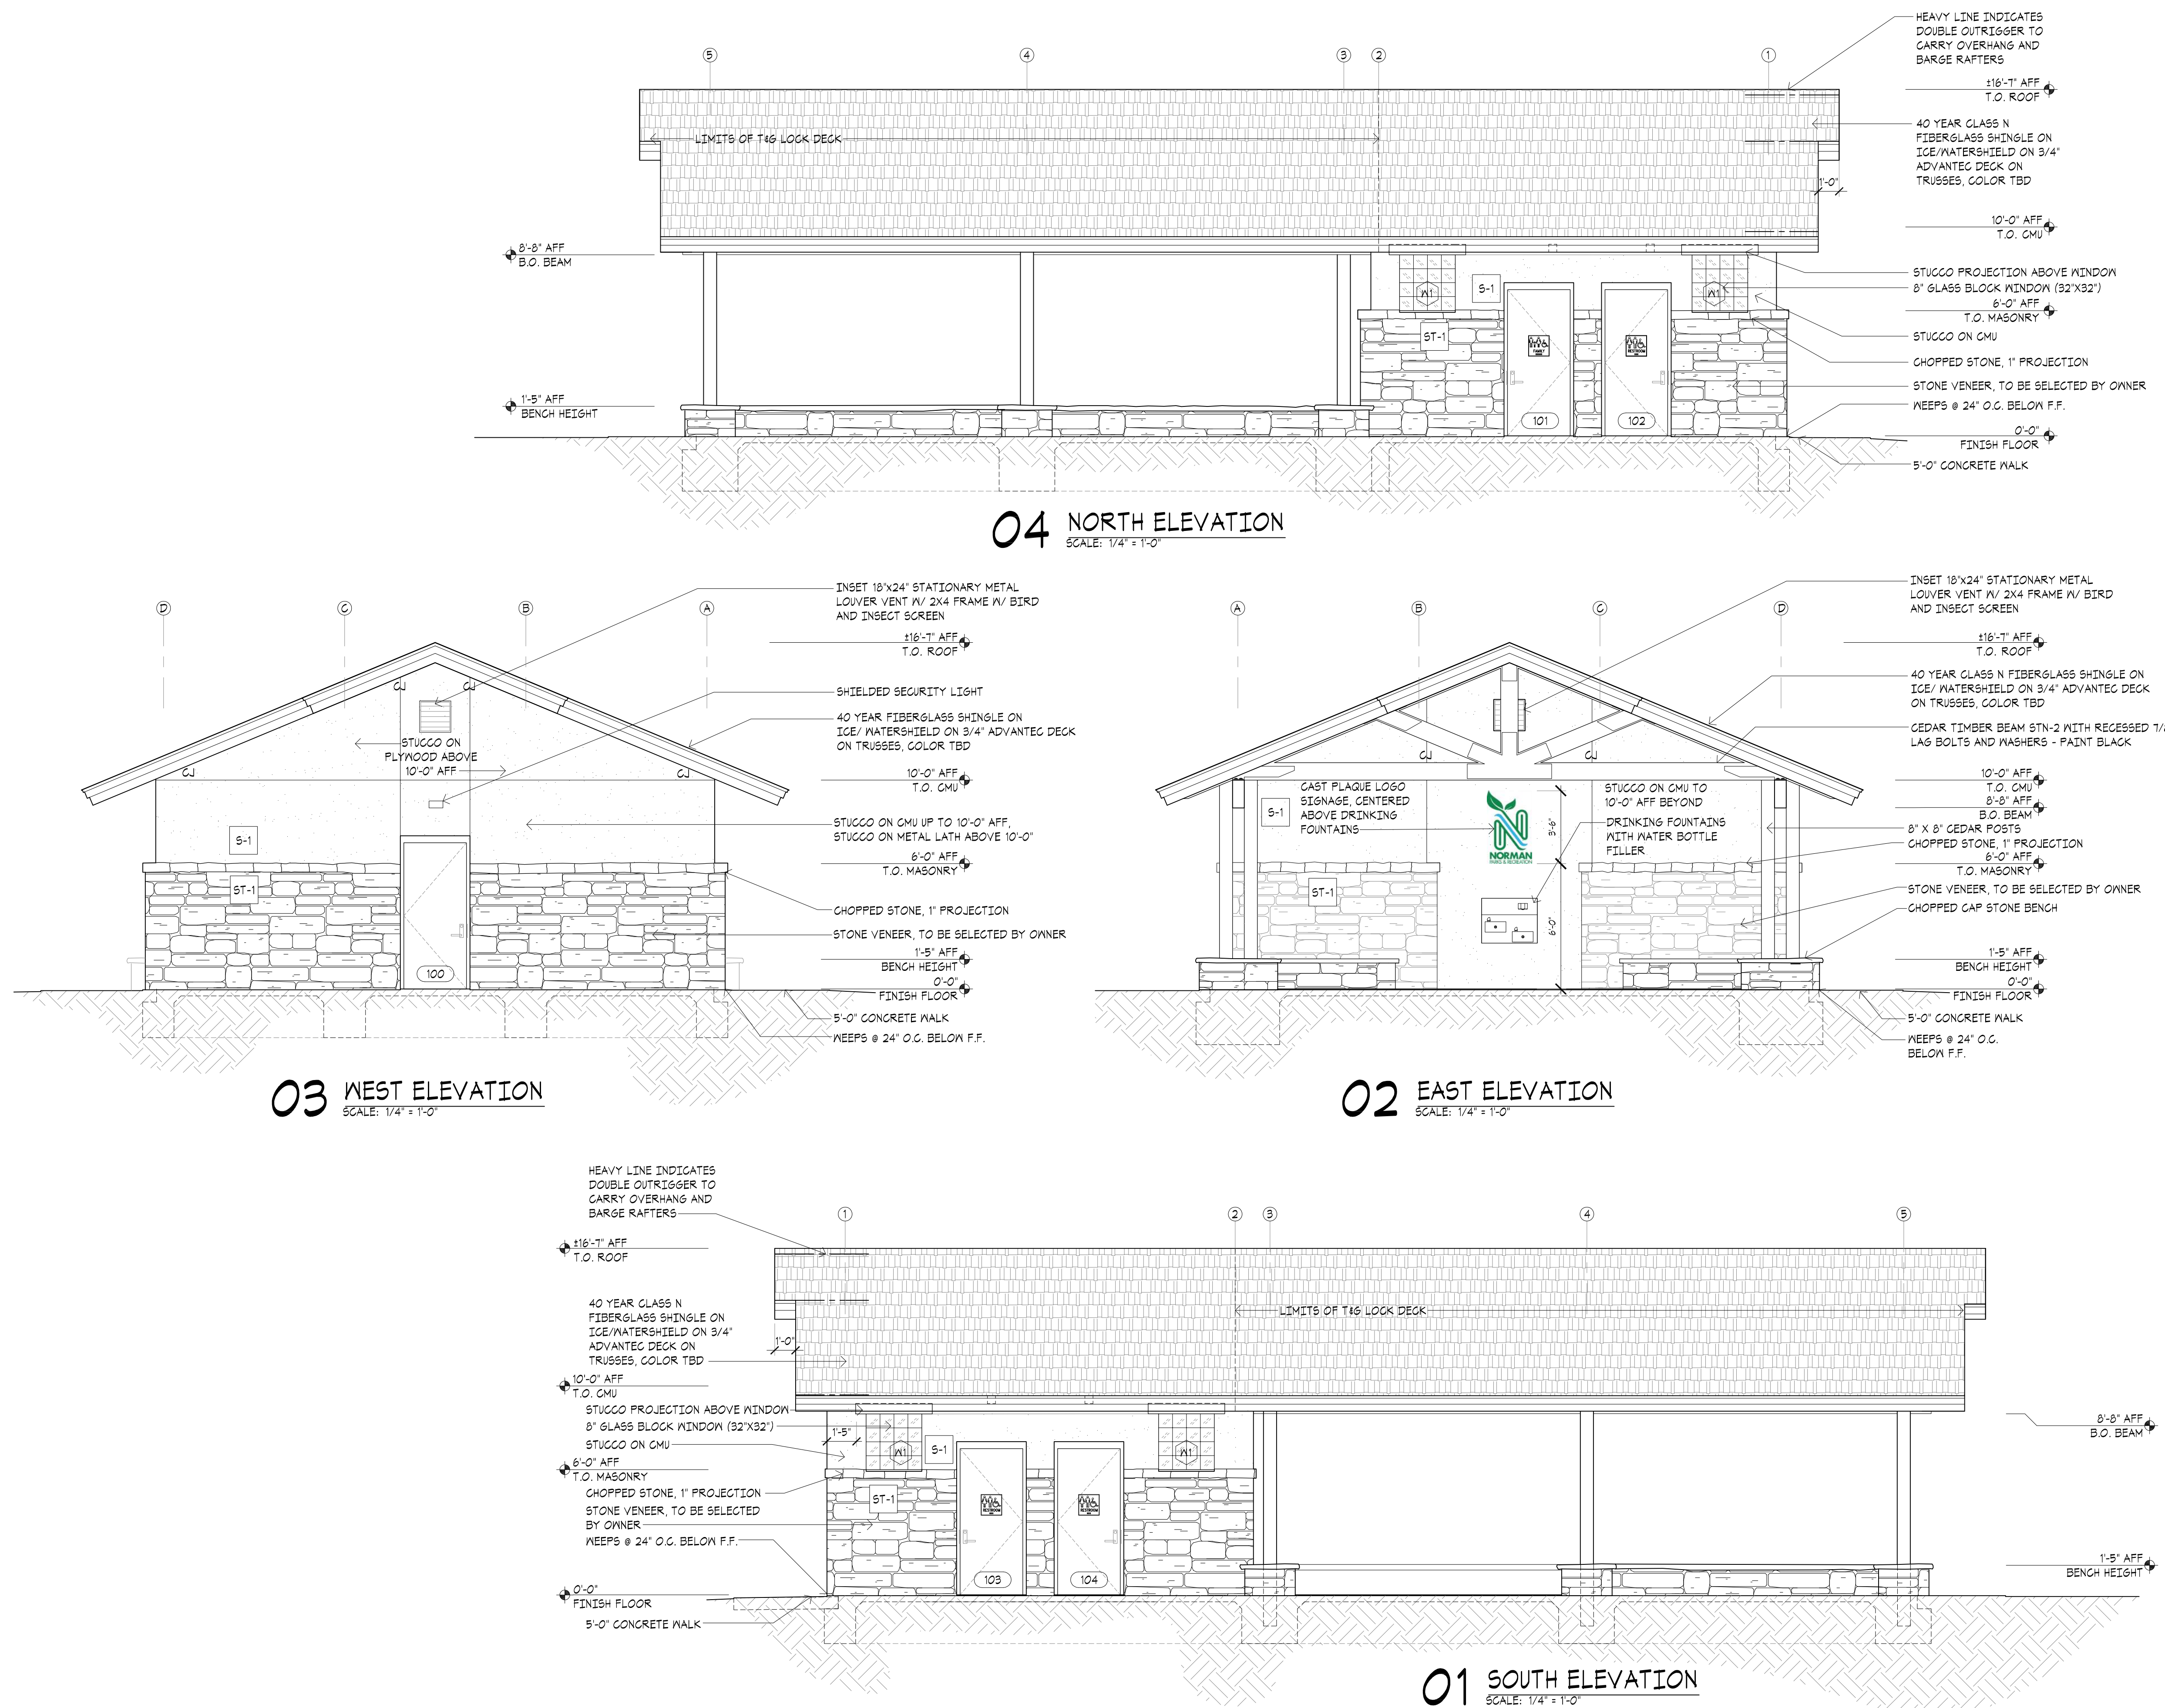 HEAVY LINE INDICATES
DOUBLE OUTRIGGER TO
CARRY OVERHANG AND
BARGE RAFTERS
5
4
3
2
1
±16'-7" AFF
T.O. ROOF
LIMITS OF T&G LOCK DECK
40 YEAR CLASS N
FIBERGLASS SHINGLE ON
ICE/WATERSHIELD ON 3/4"
ADVANTEC DECK ON
TRUSSES, COLOR TBD
1'-0"
10'-0" AFF
T.O. CMU
8'-8" AFF
B.O. BEAM
STUCCO PROJECTION ABOVE WINDOW
8" GLASS BLOCK WINDOW (32"X32")
W1
S-1
W1
6'-0" AFF
T.O. MASONRY
STUCCO ON CMU
ST-1
FAMILY
RESTROOM
CHOPPED STONE, 1" PROJECTION
STONE VENEER, TO BE SELECTED BY OWNER
1'-5" AFF
BENCH HEIGHT
WEEPS @ 24" O.C. BELOW F.F.
101
102
0'-0"
FINISH FLOOR
5'-0" CONCRETE WALK
04 NORTH ELEVATION
SCALE: 1/4" = 1'-0"
D
C
B
A
INSET 18"x24" STATIONARY METAL
LOUVER VENT W/ 2X4 FRAME W/ BIRD
AND INSECT SCREEN
±16'-7" AFF
T.O. ROOF
CJ
CJ
SHIELDED SECURITY LIGHT
40 YEAR FIBERGLASS SHINGLE ON
ICE/ WATERSHIELD ON 3/4" ADVANTEC DECK
ON TRUSSES, COLOR TBD
STUCCO ON
PLYWOOD ABOVE
10'-0" AFF
CJ
CJ
10'-0" AFF
T.O. CMU
STUCCO ON CMU UP TO 10'-0" AFF,
STUCCO ON METAL LATH ABOVE 10'-0"
S-1
6'-0" AFF
T.O. MASONRY
ST-1
CHOPPED STONE, 1" PROJECTION
STONE VENEER, TO BE SELECTED BY OWNER
1'-5" AFF
BENCH HEIGHT
100
0'-0"
FINISH FLOOR
5'-0" CONCRETE WALK
WEEPS @ 24" O.C. BELOW F.F.
03 WEST ELEVATION
SCALE: 1/4" = 1'-0"
A
B
C
D
INSET 18"x24" STATIONARY METAL
LOUVER VENT W/ 2X4 FRAME W/ BIRD
AND INSECT SCREEN
±16'-7" AFF
T.O. ROOF
40 YEAR CLASS N FIBERGLASS SHINGLE ON
ICE/ WATERSHIELD ON 3/4" ADVANTEC DECK
ON TRUSSES, COLOR TBD
CEDAR TIMBER BEAM STN-2 WITH RECESSED
LAG BOLTS AND WASHERS - PAINT BLACK
CJ
CJ
10'-0" AFF
T.O. CMU
CAST PLAQUE LOGO
SIGNAGE, CENTERED
ABOVE DRINKING
FOUNTAINS
STUCCO ON CMU TO
10'-0" AFF BEYOND
DRINKING FOUNTAINS
WITH WATER BOTTLE
FILLER
S-1
NORMAN
PARKS & RECREATION
3'-6"
8'-8" AFF
B.O. BEAM
8" X 8" CEDAR POSTS
CHOPPED STONE, 1" PROJECTION
6'-0" AFF
T.O. MASONRY
ST-1
6'-0"
STONE VENEER, TO BE SELECTED BY OWNER
CHOPPED CAP STONE BENCH
1'-5" AFF
BENCH HEIGHT
0'-0"
FINISH FLOOR
5'-0" CONCRETE WALK
WEEPS @ 24" O.C.
BELOW F.F.
02 EAST ELEVATION
SCALE: 1/4" = 1'-0"
HEAVY LINE INDICATES
DOUBLE OUTRIGGER TO
CARRY OVERHANG AND
BARGE RAFTERS
1
2
3
4
5
±16'-7" AFF
T.O. ROOF
40 YEAR CLASS N
FIBERGLASS SHINGLE ON
ICE/WATERSHIELD ON 3/4"
ADVANTEC DECK ON
TRUSSES, COLOR TBD
LIMITS OF T&G LOCK DECK
1'-0"
10'-0" AFF
T.O. CMU
STUCCO PROJECTION ABOVE WINDOW
8" GLASS BLOCK WINDOW (32"X32")
1'-5"
STUCCO ON CMU
W1
S-1
W1
8'-8" AFF
B.O. BEAM
6'-0" AFF
T.O. MASONRY
CHOPPED STONE, 1" PROJECTION
ST-1
RESTROOM
RESTROOM
STONE VENEER, TO BE SELECTED
BY OWNER
WEEPS @ 24" O.C. BELOW F.F.
1'-5" AFF
BENCH HEIGHT
103
104
0'-0"
FINISH FLOOR
5'-0" CONCRETE WALK
01 SOUTH ELEVATION
SCALE: 1/4" = 1'-0"